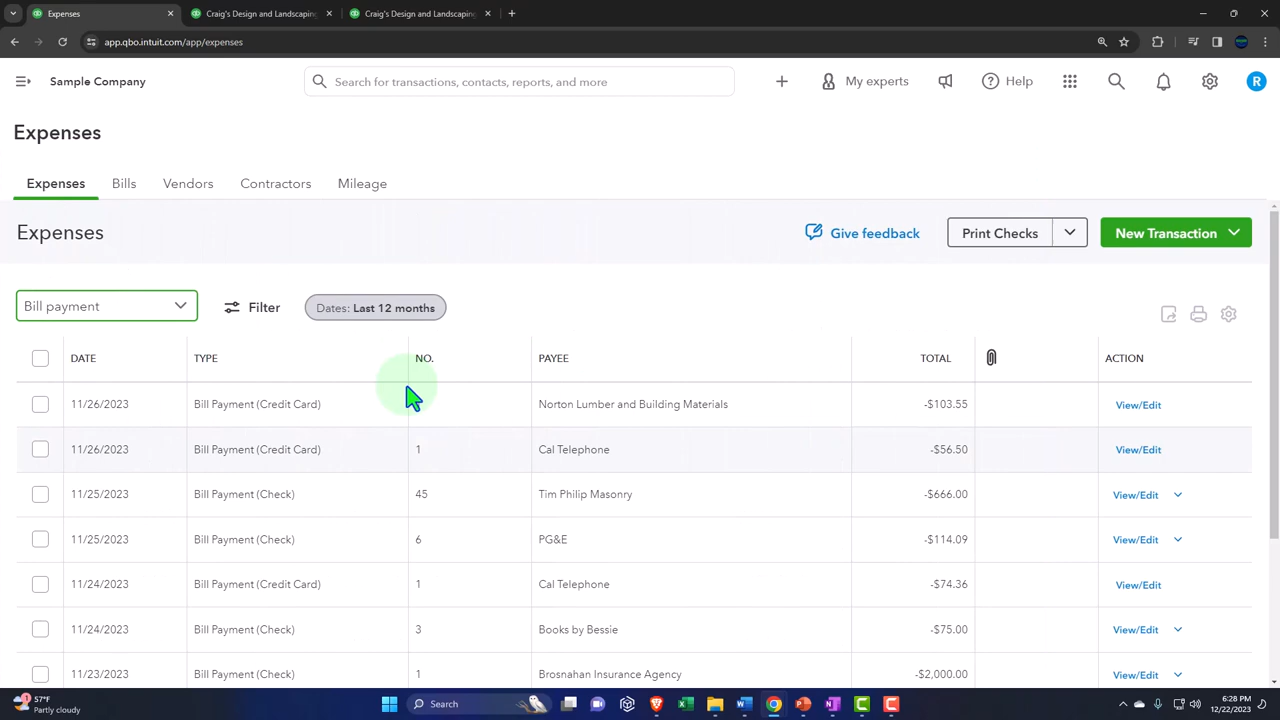 Expenses
Craig's Design and Landscaping
Craig's Design and Landscaping
app.qbo.intuit.com/app/expenses
Sample Company
Search for transactions, contacts, reports, and more
My experts
Help
R
Expenses
Expenses Bills Vendors Contractors Mileage
Expenses
Give feedback
Print Checks
New Transaction
Bill payment
Filter
Dates: Last 12 months
DATE TYPE NO. PAYEE TOTAL ACTION
11/26/2023 Bill Payment (Credit Card) Norton Lumber and Building Materials -$103.55 View/Edit
11/26/2023 Bill Payment (Credit Card) 1 Cal Telephone -$56.50 View/Edit
11/25/2023 Bill Payment (Check) 45 Tim Philip Masonry -$666.00 View/Edit
11/25/2023 Bill Payment (Check) 6 PG&E -$114.09 View/Edit
11/24/2023 Bill Payment (Credit Card) 1 Cal Telephone -$74.36 View/Edit
11/24/2023 Bill Payment (Check) 3 Books by Bessie -$75.00 View/Edit
11/23/2023 Bill Payment (Check) 1 Brosnahan Insurance Agency -$2,000.00 View/Edit
1
57°F
Partly cloudy
Search
6:28 PM
12/22/2023